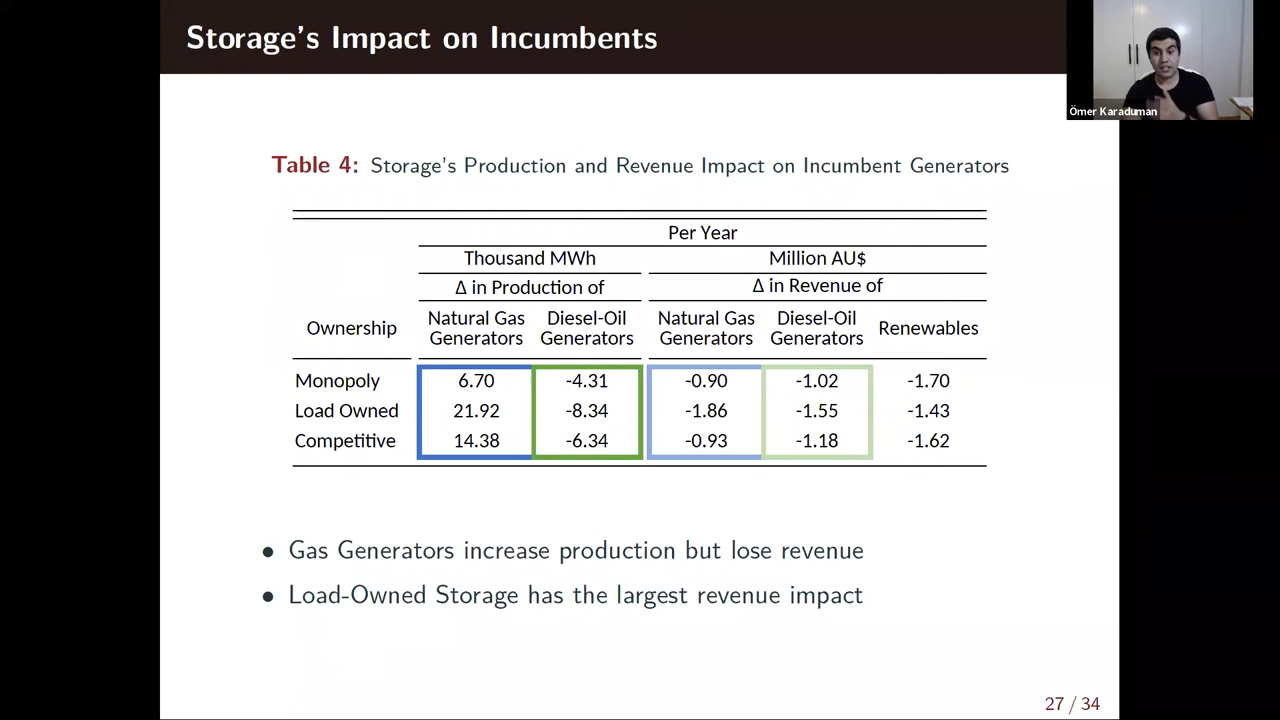 Storage's Impact on Incumbents
Ömer Karaduman
Table 4: Storage's Production and Revenue Impact on Incumbent Generators
Per Year
Thousand MWh Million AU$
Δ in Production of Δ in Revenue of
Ownership Natural Gas Generators Diesel-Oil Generators Natural Gas Generators Diesel-Oil Generators Renewables
Monopoly 6.70 -4.31 -0.90 -1.02 -1.70
Load Owned 21.92 -8.34 -1.86 -1.55 -1.43
Competitive 14.38 -6.34 -0.93 -1.18 -1.62
• Gas Generators increase production but lose revenue
• Load-Owned Storage has the largest revenue impact
27 / 34